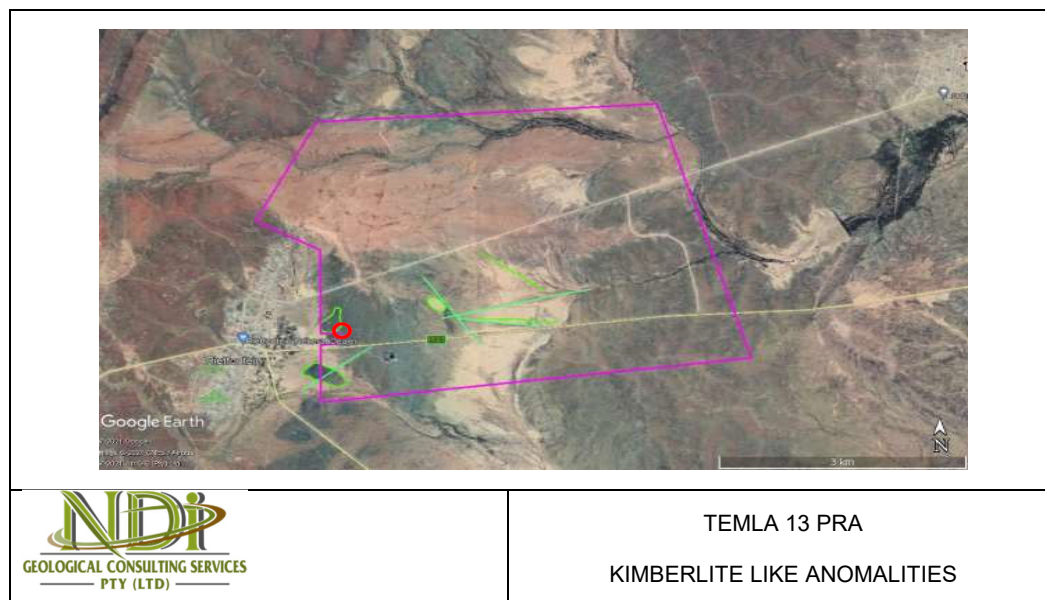 Google Earth
3 km
N
NDi
GEOLOGICAL CONSULTING SERVICES
PTY (LTD)
TEMLA 13 PRA
KIMBERLITE LIKE ANOMALITIES